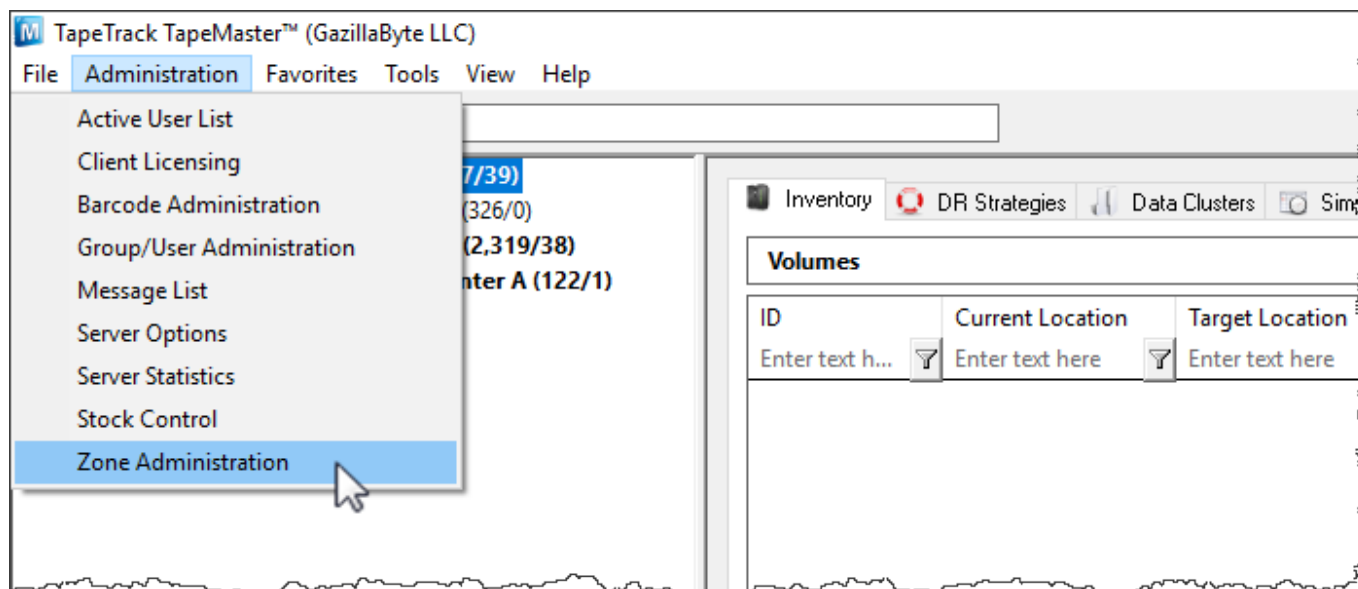 TapeTrack TapeMaster™ (GazillaByte LLC)
File Administration Favorites Tools View Help
Active User List
Client Licensing
Barcode Administration
Group/User Administration
Message List
Server Options
Server Statistics
Stock Control
Zone Administration
7/39)
(326/0)
(2,319/38)
nter A (122/1)
Inventory DR Strategies Data Clusters
Volumes
ID Current Location Target Location
Enter text h... Enter text here Enter text here